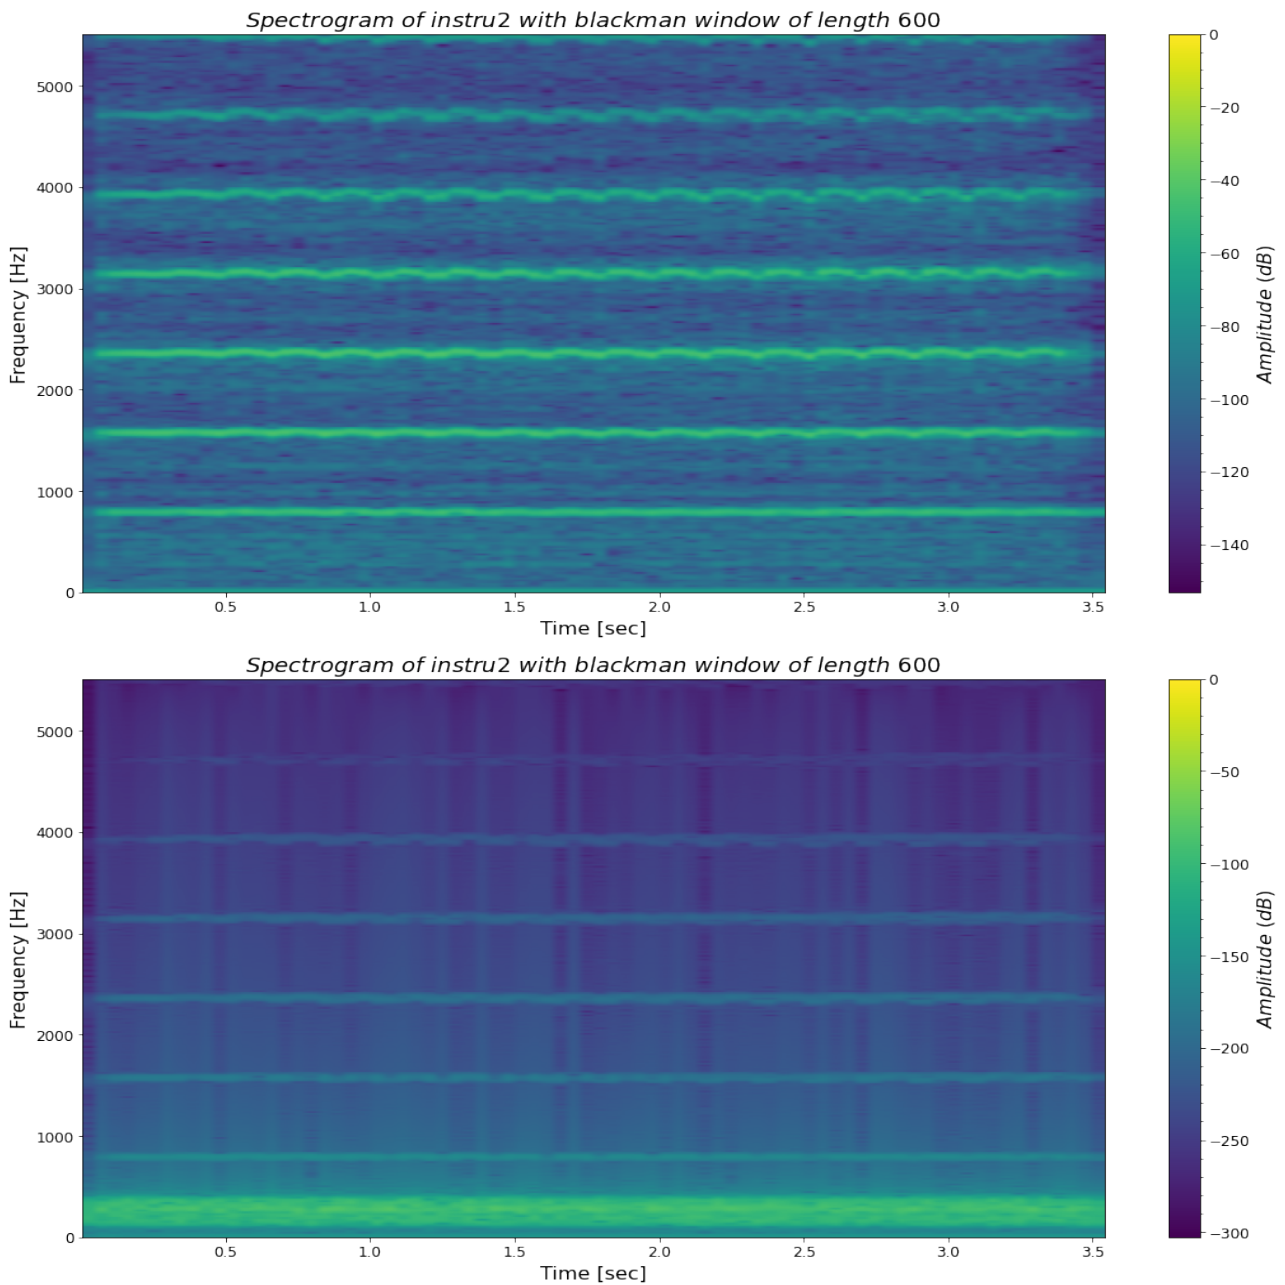 Spectrogram of instru2 with blackman window of length 600
5000
4000
3000
2000
1000
0
Frequency [Hz]
0.5 1.0 1.5 2.0 2.5 3.0 3.5
Time [sec]
0
−20
−40
−60
−80
−100
−120
−140
Amplitude (dB)
Spectrogram of instru2 with blackman window of length 600
5000
4000
3000
2000
1000
0
Frequency [Hz]
0.5 1.0 1.5 2.0 2.5 3.0 3.5
Time [sec]
0
−50
−100
−150
−200
−250
−300
Amplitude (dB)